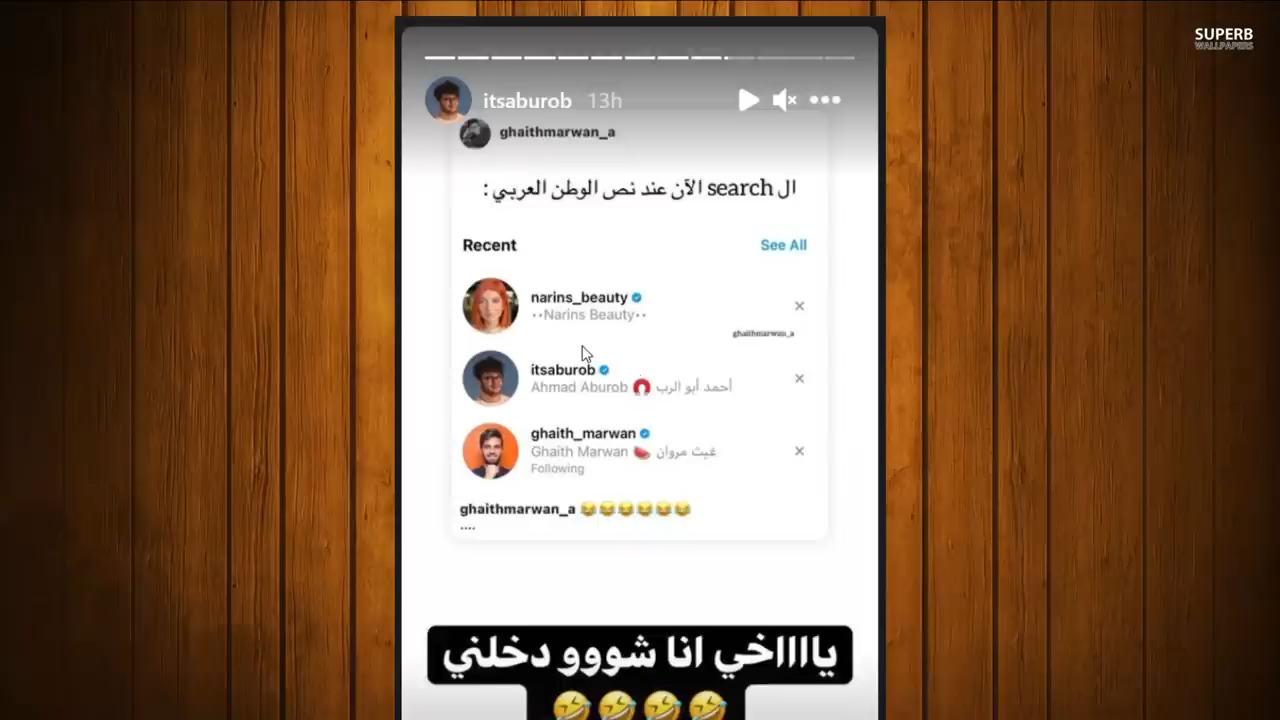 SUPERB
WALLPAPERS
itsaburob 13h
ghaithmarwan_a
ال search الآن عند نص الوطن العربي :
Recent See All
narins_beauty
••Narins Beauty••
ghaithmarwan_a
itsaburob
Ahmad Aburob 🧲 أحمد أبو الرب
ghaith_marwan
Ghaith Marwan 🍉 غيث مروان
Following
ghaithmarwan_a 😂😂😂😂😂😂
....
يااااخي انا شووو دخلني
🤣🤣🤣🤣